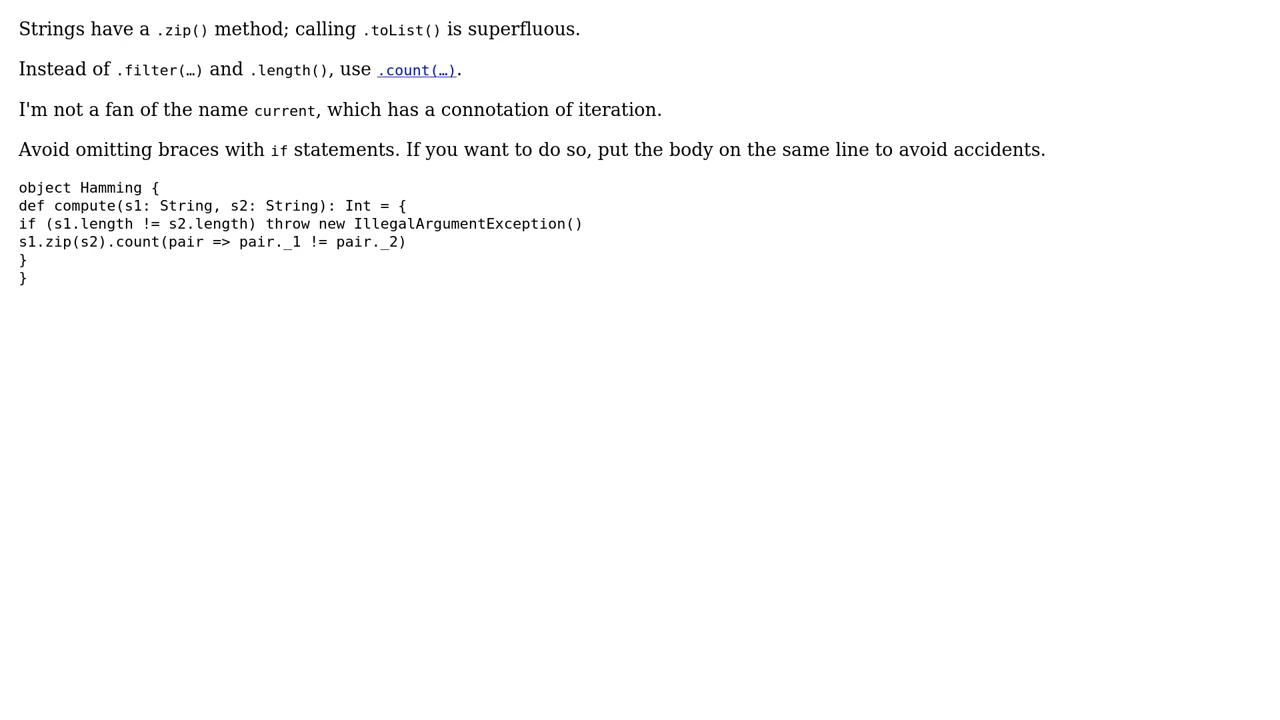 Strings have a .zip() method; calling .toList() is superfluous.
Instead of .filter(…) and .length(), use .count(…).
I'm not a fan of the name current, which has a connotation of iteration.
Avoid omitting braces with if statements. If you want to do so, put the body on the same line to avoid accidents.
object Hamming {
def compute(s1: String, s2: String): Int = {
if (s1.length != s2.length) throw new IllegalArgumentException()
s1.zip(s2).count(pair => pair._1 != pair._2)
}
}